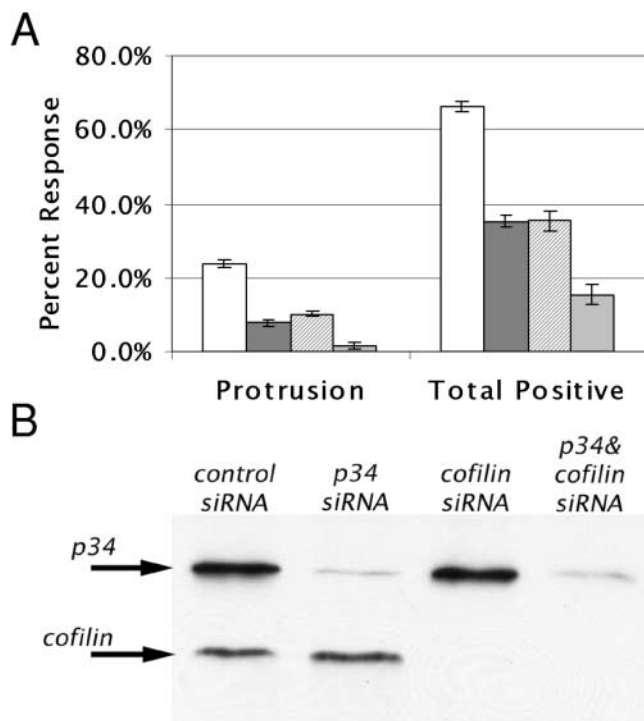 A
80.0%
60.0%
40.0%
20.0%
0.0%
Percent Response
Protrusion Total Positive
B
control siRNA
p34 siRNA
cofilin siRNA
p34& cofilin siRNA
p34
cofilin